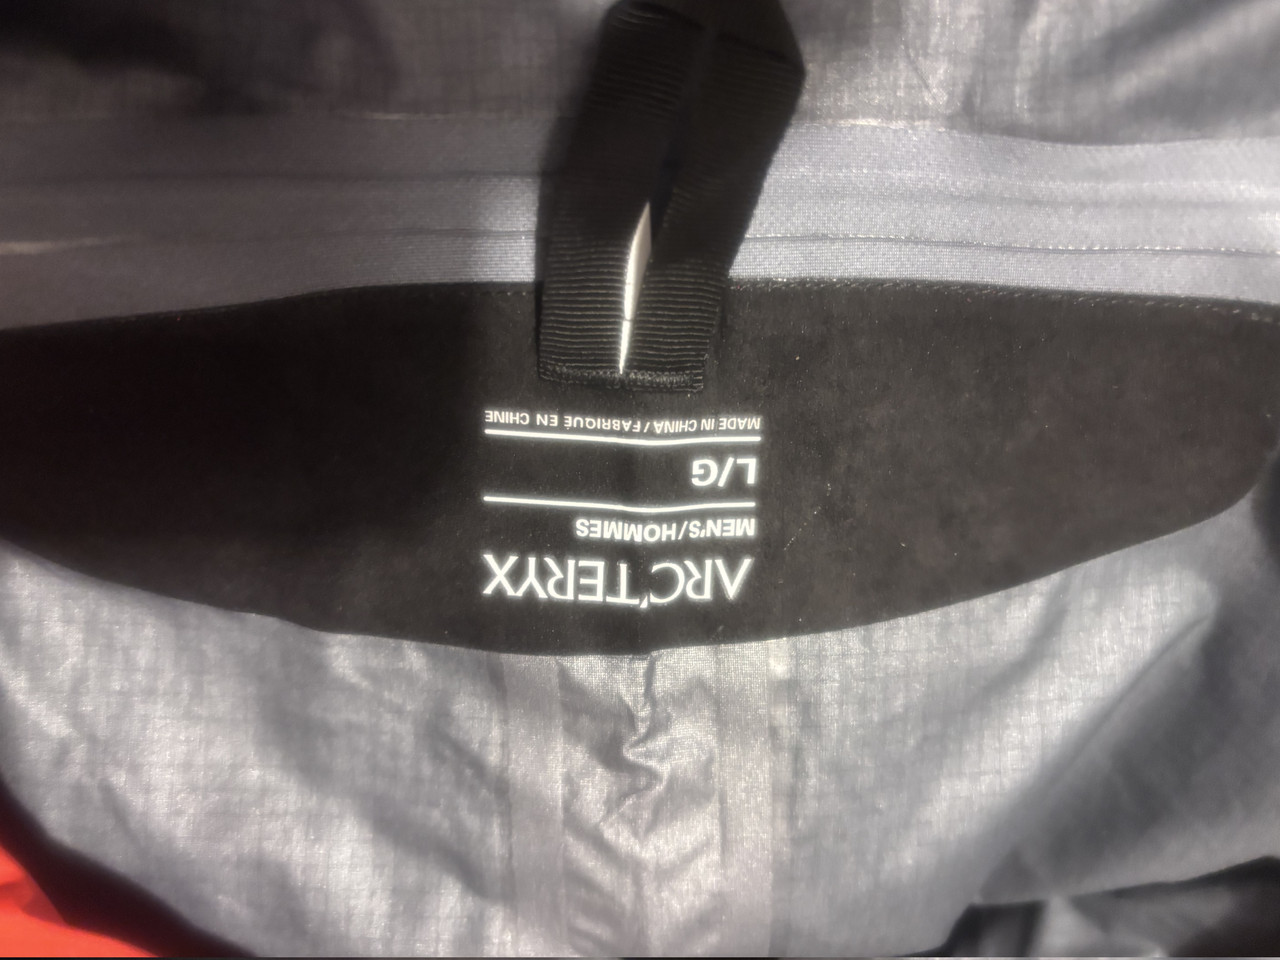 ARC'TERYX
MEN'S/HOMMES
L/G
MADE IN CHINA / FABRIQUÉ EN CHINE